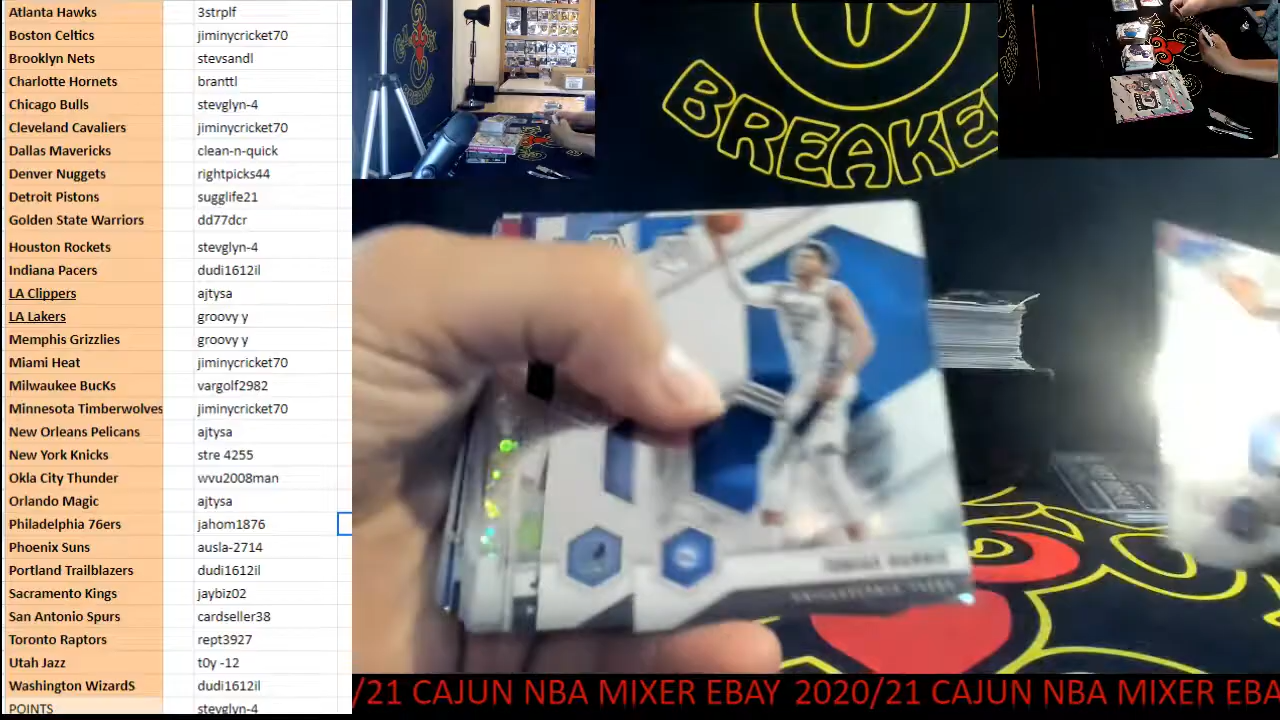 Atlanta Hawks 3strplf
Boston Celtics jiminycricket70
Brooklyn Nets stevsandl
Charlotte Hornets branttl
Chicago Bulls stevglyn-4
Cleveland Cavaliers jiminycricket70
Dallas Mavericks clean-n-quick
Denver Nuggets rightpicks44
Detroit Pistons sugglife21
Golden State Warriors dd77dcr
Houston Rockets stevglyn-4
Indiana Pacers dudi1612il
LA Clippers ajtysa
LA Lakers groovy y
Memphis Grizzlies groovy y
Miami Heat jiminycricket70
Milwaukee BucKs vargolf2982
Minnesota Timberwolves jiminycricket70
New Orleans Pelicans ajtysa
New York Knicks stre 4255
Okla City Thunder wvu2008man
Orlando Magic ajtysa
Philadelphia 76ers jahom1876
Phoenix Suns ausla-2714
Portland Trailblazers dudi1612il
Sacramento Kings jaybiz02
San Antonio Spurs cardseller38
Toronto Raptors rept3927
Utah Jazz t0y -12
Washington WizardS dudi1612il
POINTS stevglyn-4
BREAKE
/21 CAJUN NBA MIXER EBAY 2020/21 CAJUN NBA MIXER EBA